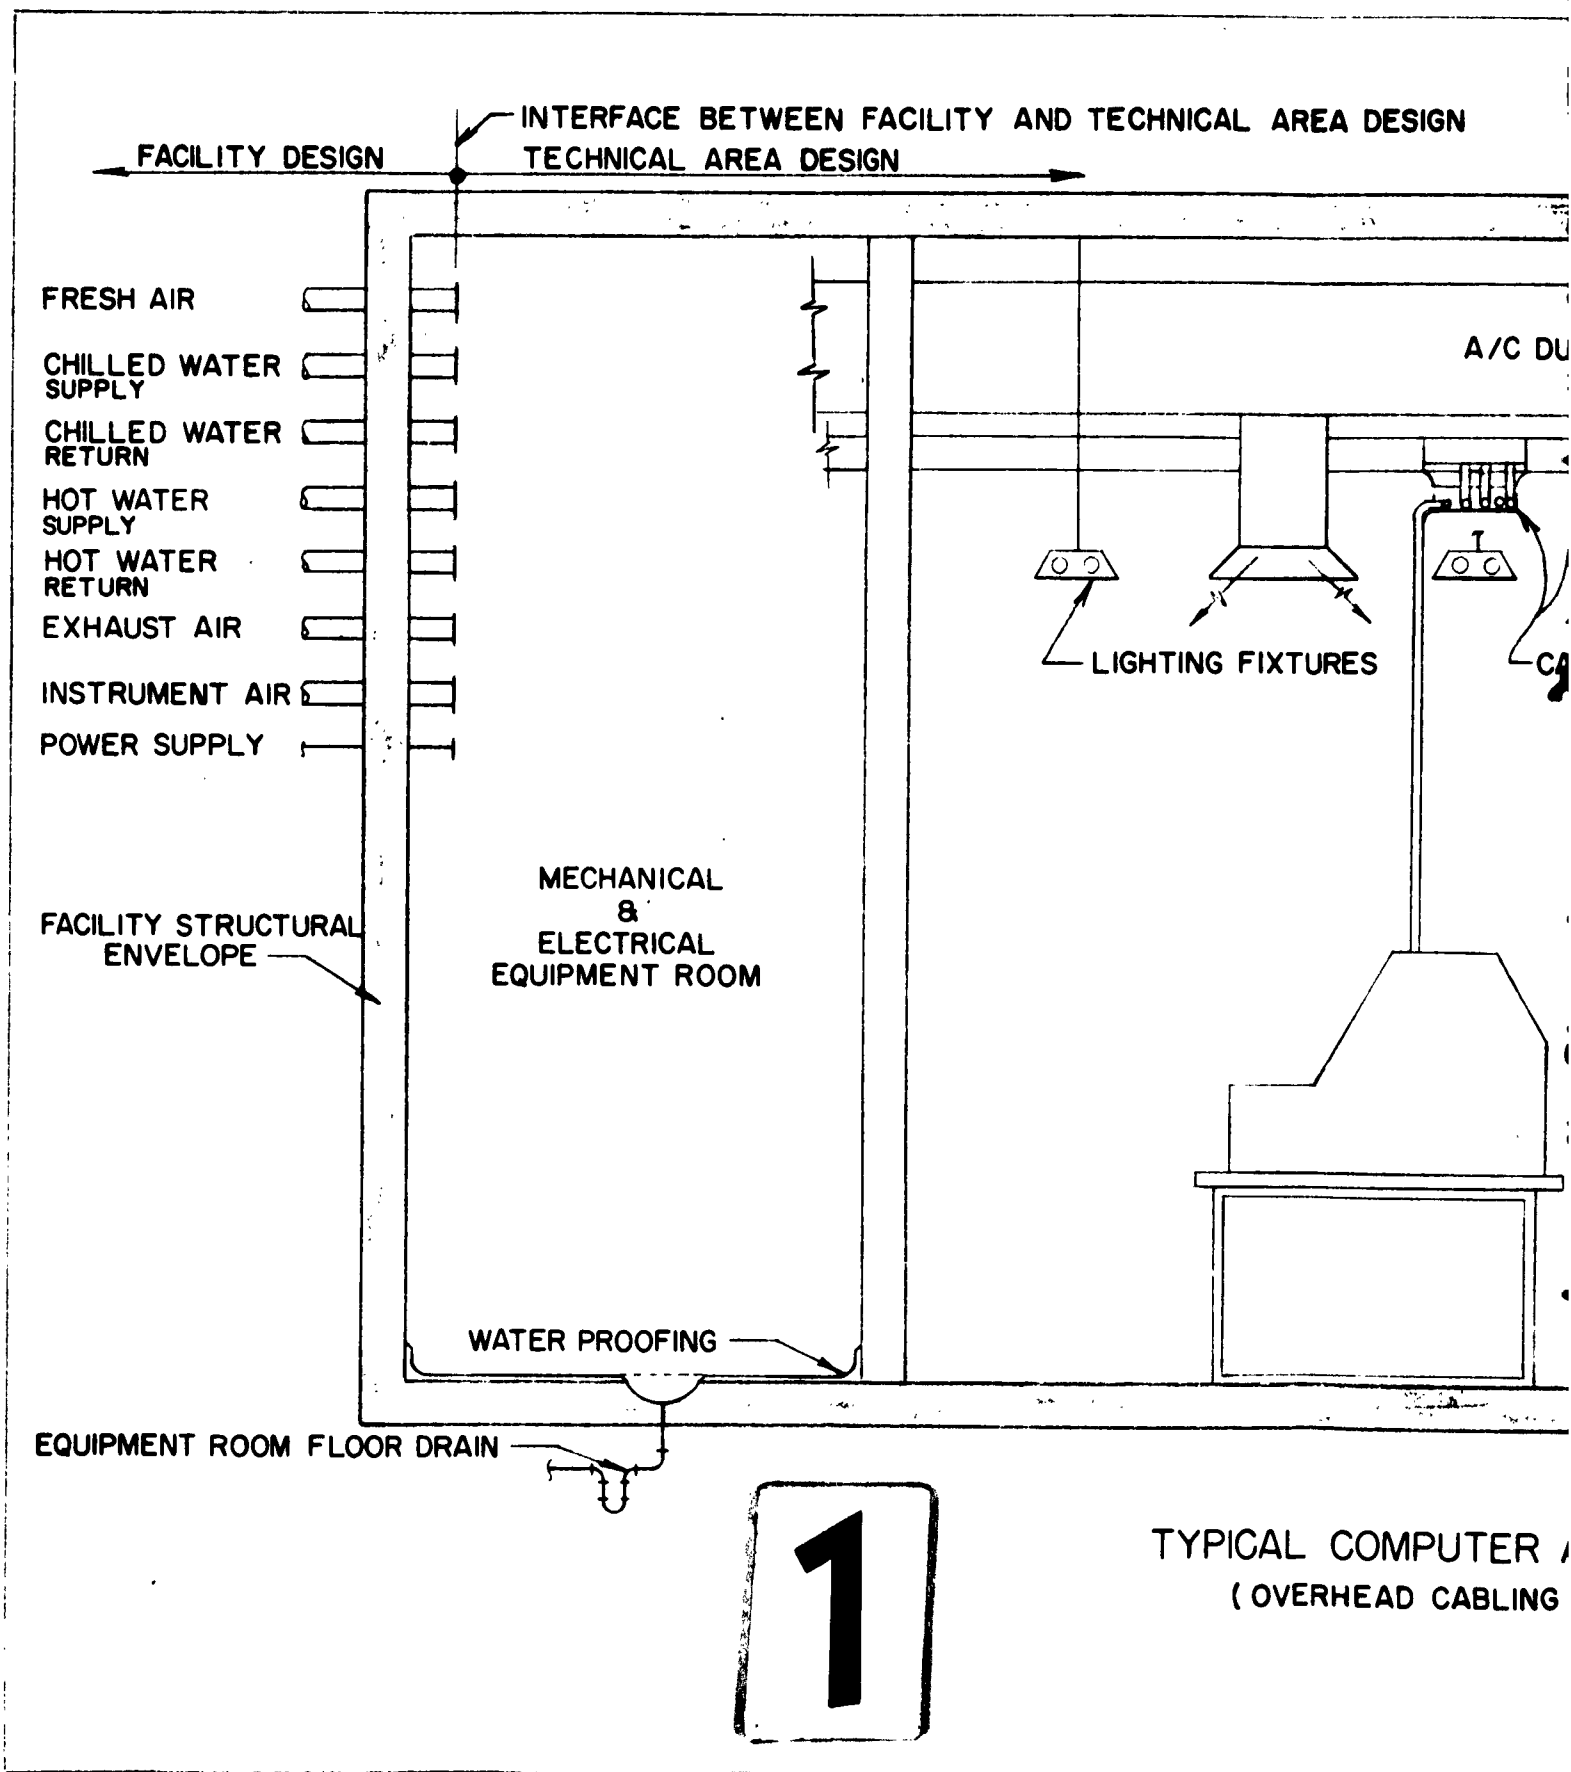 INTERFACE BETWEEN FACILITY AND TECHNICAL AREA DESIGN
FACILITY DESIGN
TECHNICAL AREA DESIGN
FRESH AIR
CHILLED WATER
SUPPLY
CHILLED WATER
RETURN
HOT WATER
SUPPLY
HOT WATER
RETURN
EXHAUST AIR
INSTRUMENT AIR
POWER SUPPLY
A/C DU
LIGHTING FIXTURES
CA
MECHANICAL
&
ELECTRICAL
EQUIPMENT ROOM
FACILITY STRUCTURAL
ENVELOPE
WATER PROOFING
EQUIPMENT ROOM FLOOR DRAIN
1
TYPICAL COMPUTER
(OVERHEAD CABLING